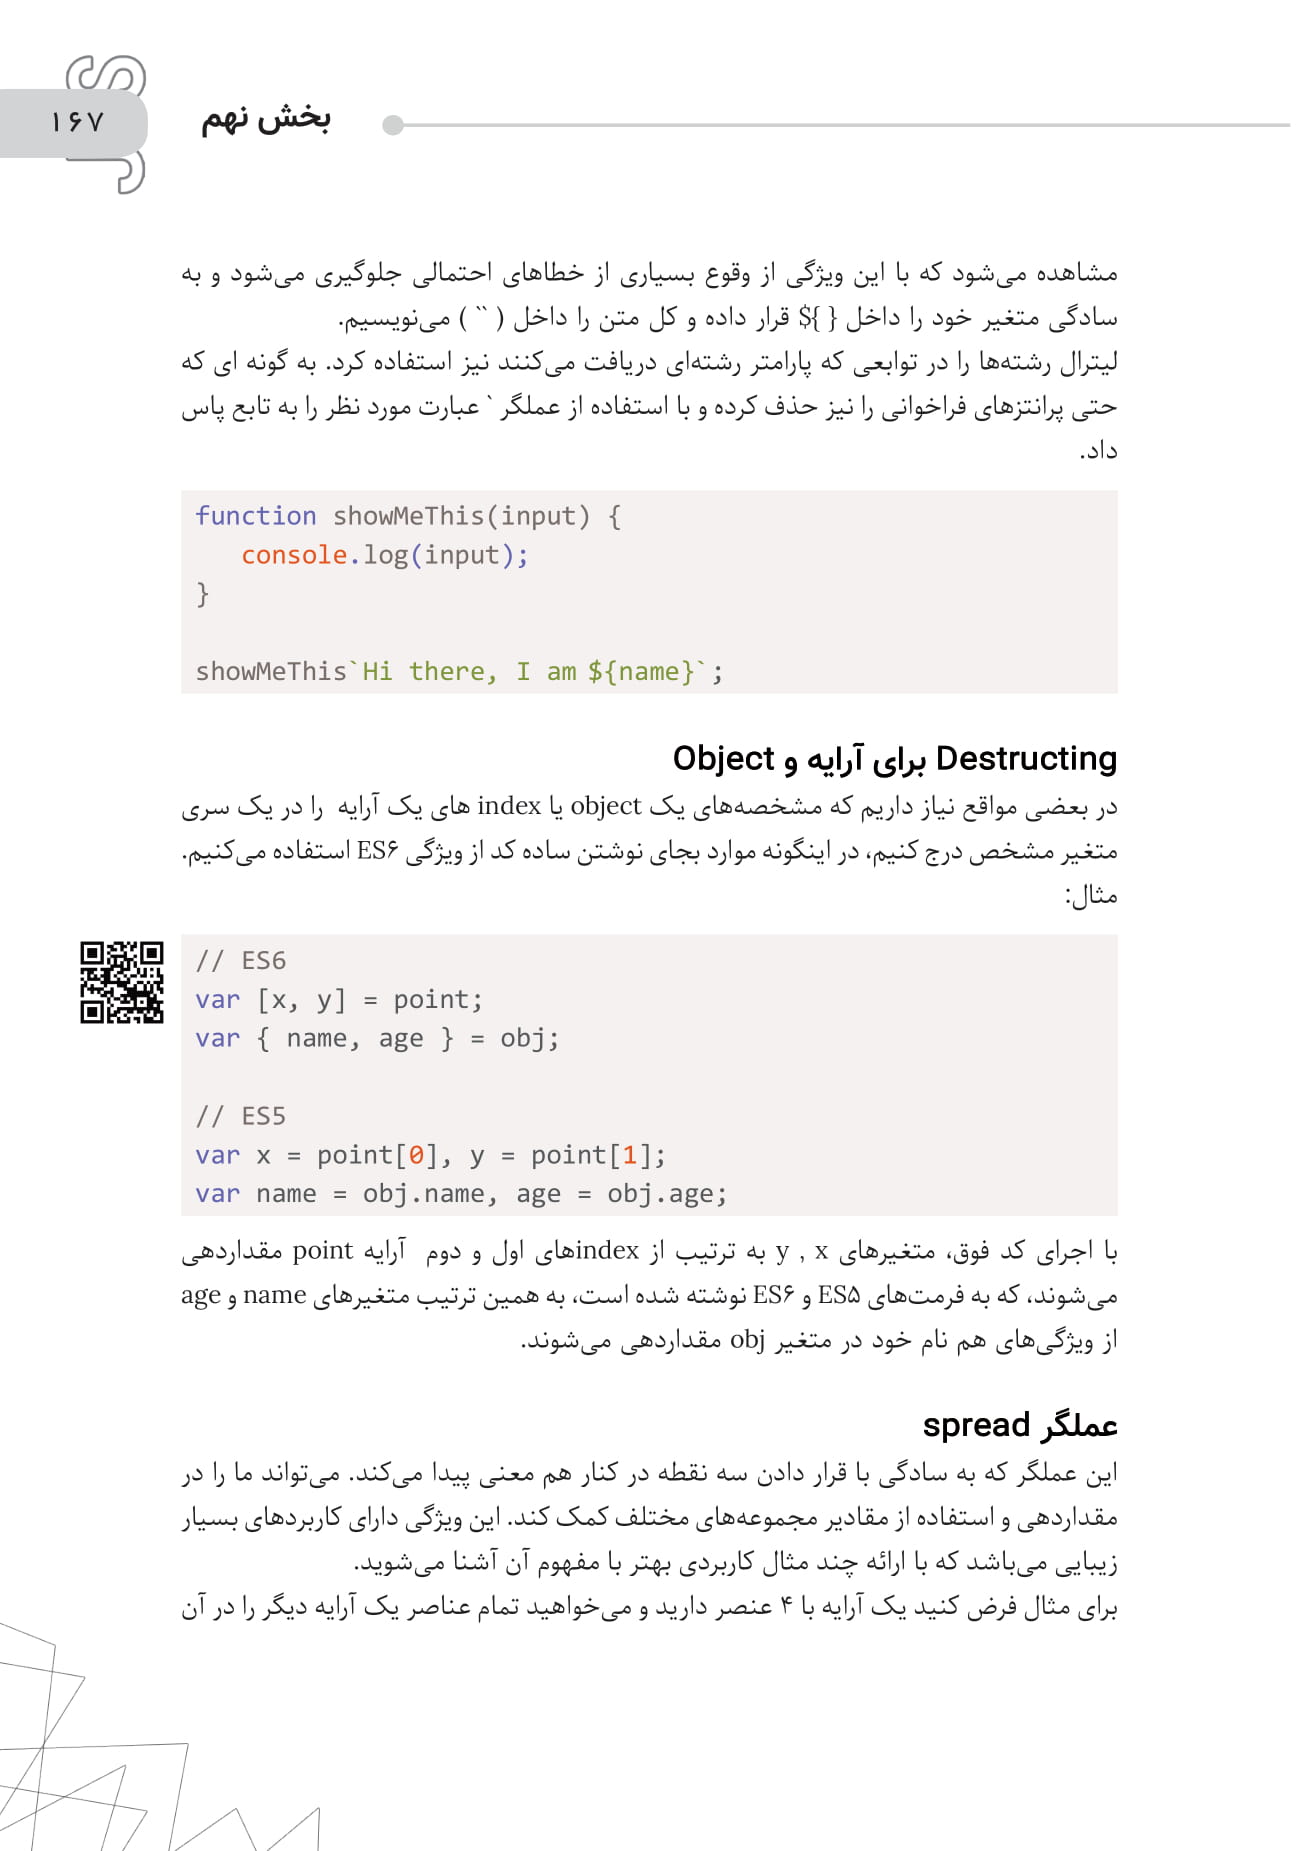 JS
۱۶۷
بخش نهم
مشاهده می‌شود که با این ویژگی از وقوع بسیاری از خطاهای احتمالی جلوگیری می‌شود و به
سادگی متغیر خود را داخل { }$ قرار داده و کل متن را داخل ( `` ) می‌نویسیم.
لیترال رشته‌ها را در توابعی که پارامتر رشته‌ای دریافت می‌کنند نیز استفاده کرد. به گونه ای که
حتی پرانتزهای فراخوانی را نیز حذف کرده و با استفاده از عملگر ` عبارت مورد نظر را به تابع پاس
داد.
function showMeThis(input) {
   console.log(input);
}
showMeThis`Hi there, I am ${name}`;
Destructing برای آرایه و Object
در بعضی مواقع نیاز داریم که مشخصه‌های یک object یا index های یک آرایه  را در یک سری
متغیر مشخص درج کنیم، در اینگونه موارد بجای نوشتن ساده کد از ویژگی ES۶ استفاده می‌کنیم.
مثال:
// ES6
var [x, y] = point;
var { name, age } = obj;
// ES5
var x = point[0], y = point[1];
var name = obj.name, age = obj.age;
با اجرای کد فوق، متغیرهای y , x به ترتیب از indexهای اول و دوم  آرایه point مقداردهی
می‌شوند، که به فرمت‌های ES۵ و ES۶ نوشته شده است، به همین ترتیب متغیرهای name و age
از ویژگی‌های هم نام خود در متغیر obj مقداردهی می‌شوند.
عملگر spread
این عملگر که به سادگی با قرار دادن سه نقطه در کنار هم معنی پیدا می‌کند. می‌تواند ما را در
مقداردهی و استفاده از مقادیر مجموعه‌های مختلف کمک کند. این ویژگی دارای کاربردهای بسیار
زیبایی می‌باشد که با ارائه چند مثال کاربردی بهتر با مفهوم آن آشنا می‌شوید.
برای مثال فرض کنید یک آرایه با ۴ عنصر دارید و می‌خواهید تمام عناصر یک آرایه دیگر را در آن